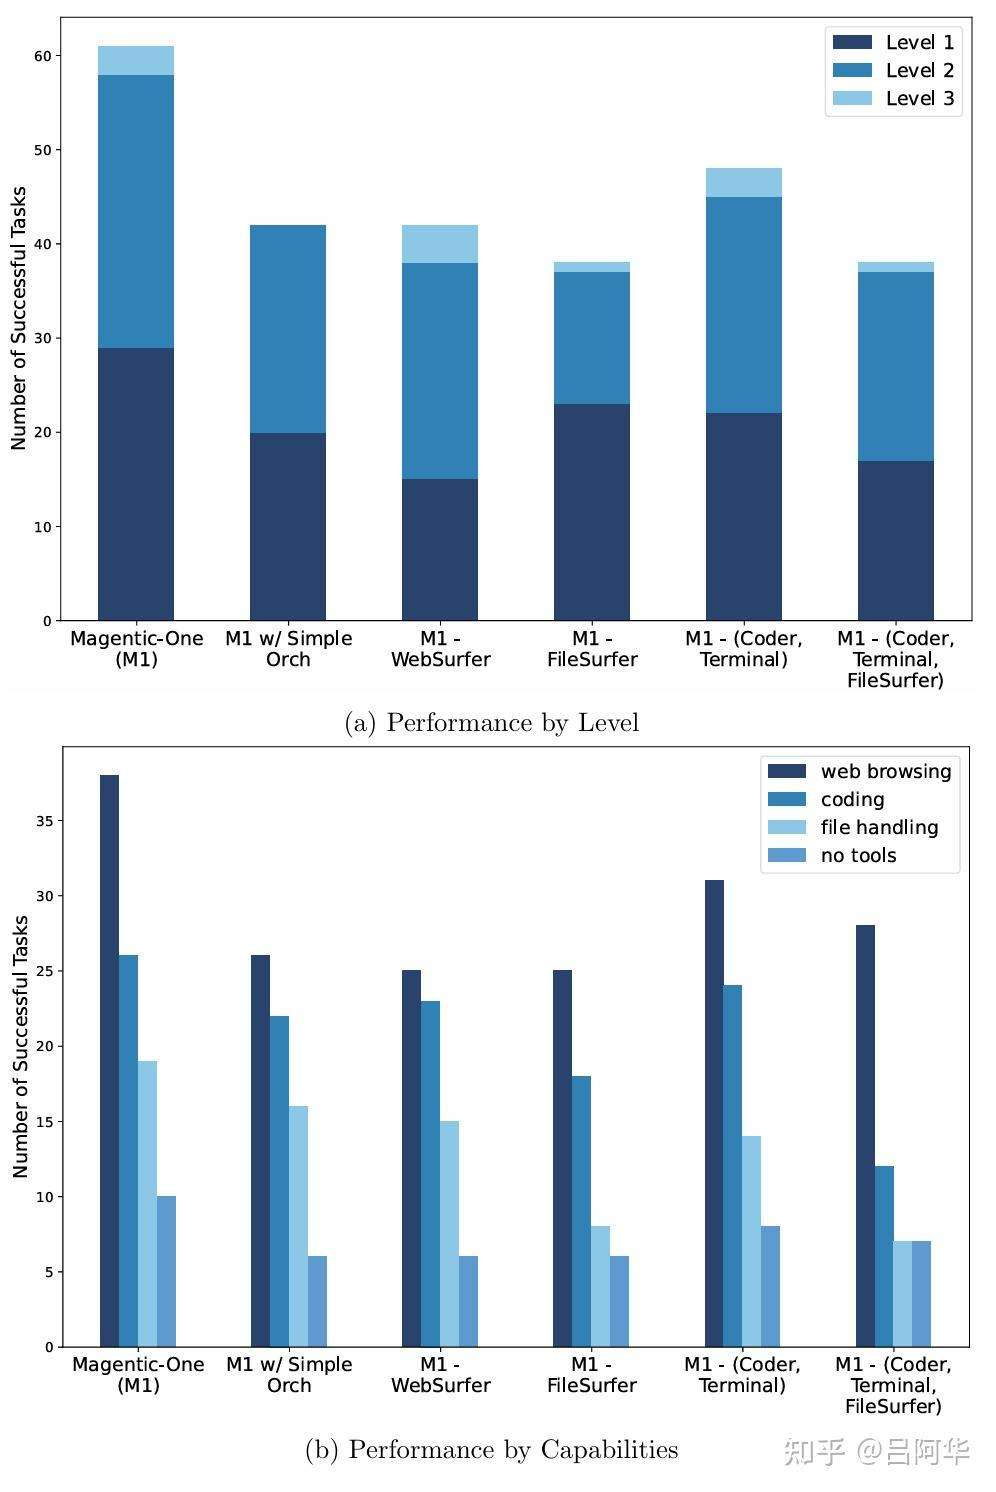 Level 1
Level 2
Level 3
Number of Successful Tasks
60
50
40
30
20
10
0
Magentic-One
(M1)
M1 w/ Simple
Orch
M1 -
WebSurfer
M1 -
FileSurfer
M1 - (Coder,
Terminal)
M1 - (Coder,
Terminal,
FileSurfer)
(a) Performance by Level
web browsing
coding
file handling
no tools
Number of Successful Tasks
35
30
25
20
15
10
5
0
Magentic-One
(M1)
M1 w/ Simple
Orch
M1 -
WebSurfer
M1 -
FileSurfer
M1 - (Coder,
Terminal)
M1 - (Coder,
Terminal,
FileSurfer)
(b) Performance by Capabilities
知乎 @吕阿华